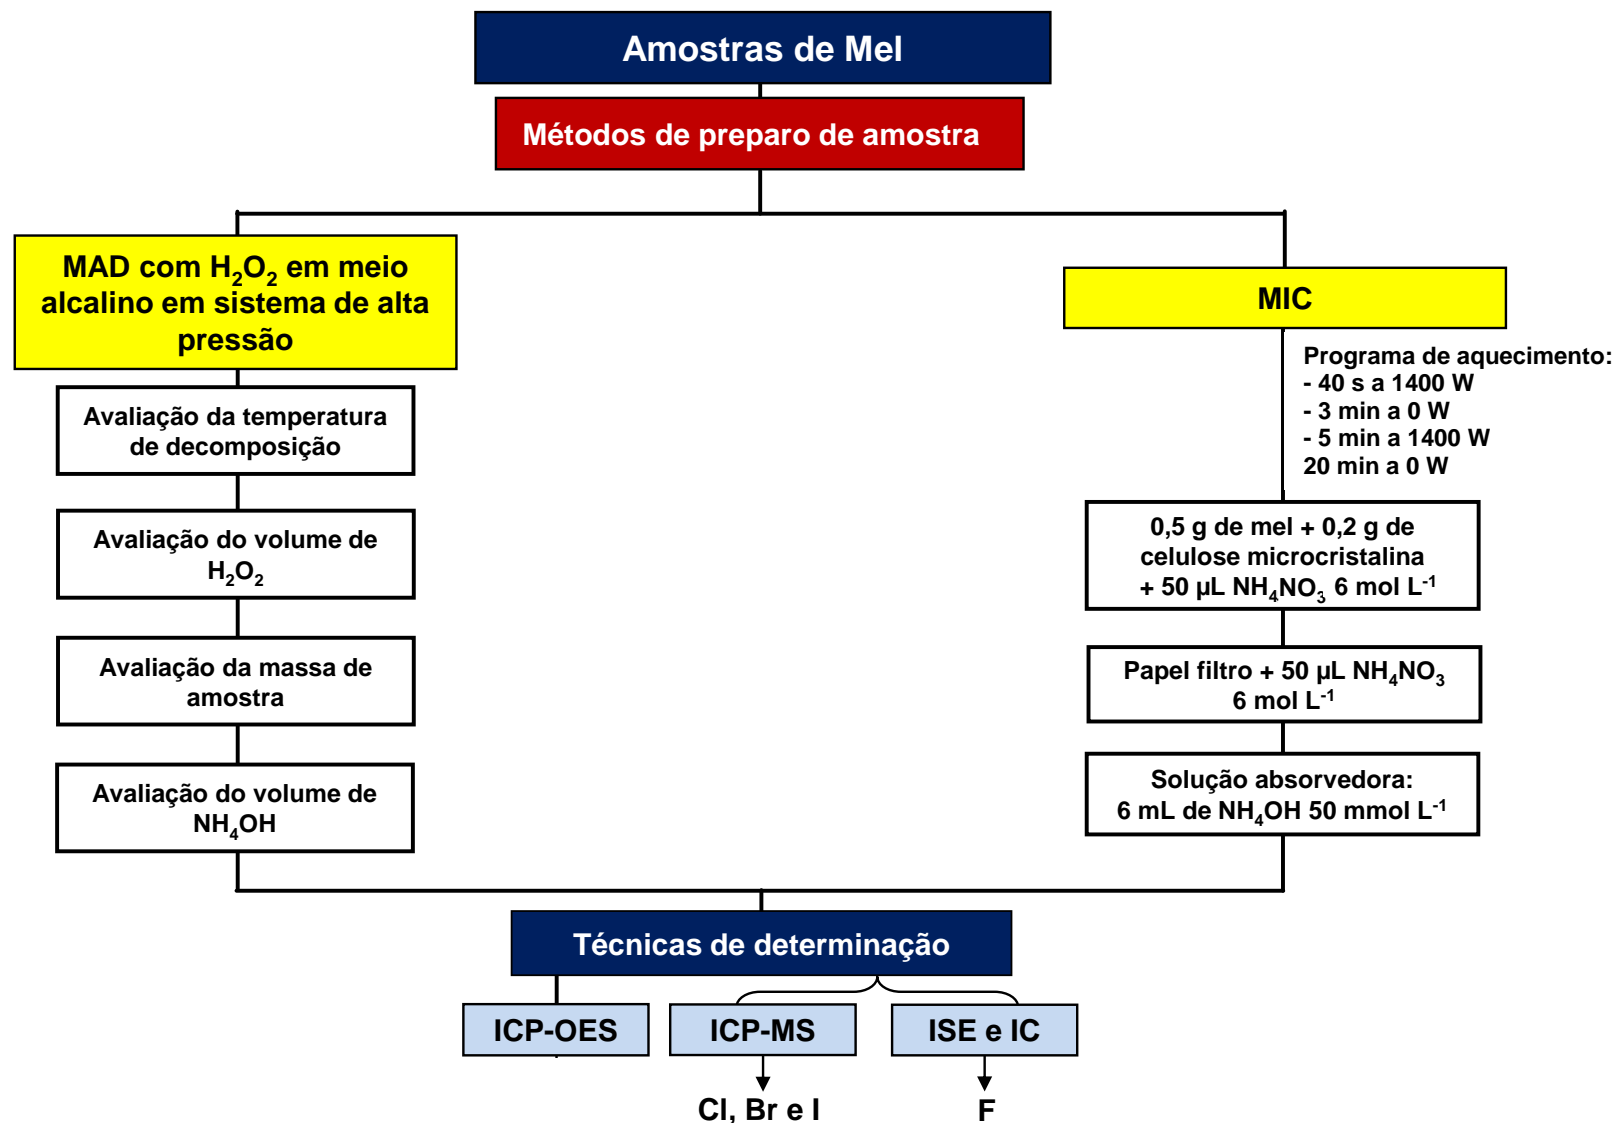 Amostras de Mel
Métodos de preparo de amostra
MAD com H₂O₂ em meio
alcalino em sistema de alta
pressão
Avaliação da temperatura
de decomposição
Avaliação do volume de
H₂O₂
Avaliação da massa de
amostra
Avaliação do volume de
NH₄OH
MIC
Programa de aquecimento:
- 40 s a 1400 W
- 3 min a 0 W
- 5 min a 1400 W
20 min a 0 W
0,5 g de mel + 0,2 g de
celulose microcristalina
+ 50 µL NH₄NO₃ 6 mol L⁻¹
Papel filtro + 50 µL NH₄NO₃
6 mol L⁻¹
Solução absorvedora:
6 mL de NH₄OH 50 mmol L⁻¹
Técnicas de determinação
ICP-OES
ICP-MS
ISE e IC
Cl, Br e I
F